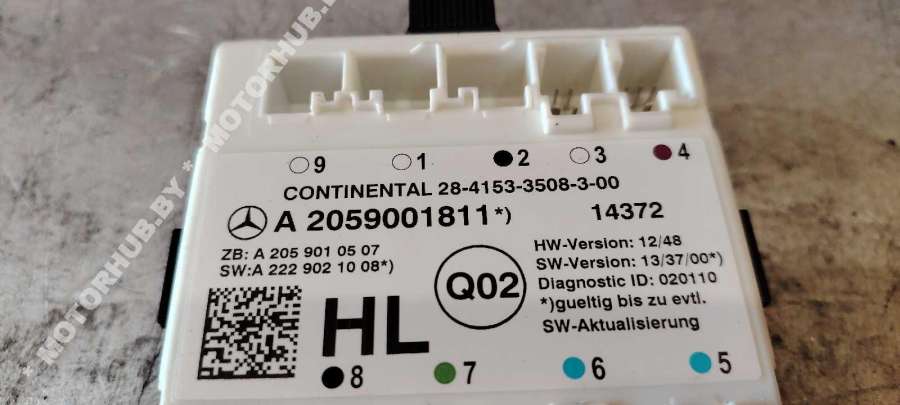 * MOTORHUB.BY * MOTORHUB.BY
9 1 2 3 4
CONTINENTAL 28-4153-3508-3-00
A 2059001811*) 14372
ZB: A 205 901 05 07
SW:A 222 902 10 08*)
Q02
HW-Version: 12/48
SW-Version: 13/37/00*)
Diagnostic ID: 020110
*)gueltig bis zu evtl.
SW-Aktualisierung
HL
8 7 6 5